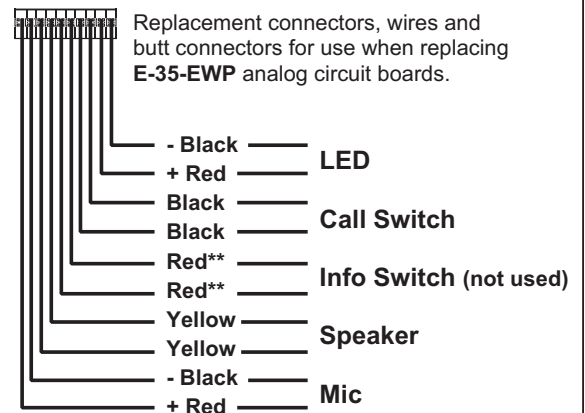 Replacement connectors, wires and
butt connectors for use when replacing
E-35-EWP analog circuit boards.
- Black
+ Red
LED
Black
Black
Call Switch
Red**
Red**
Info Switch (not used)
Yellow
Yellow
Speaker
- Black
+ Red
Mic